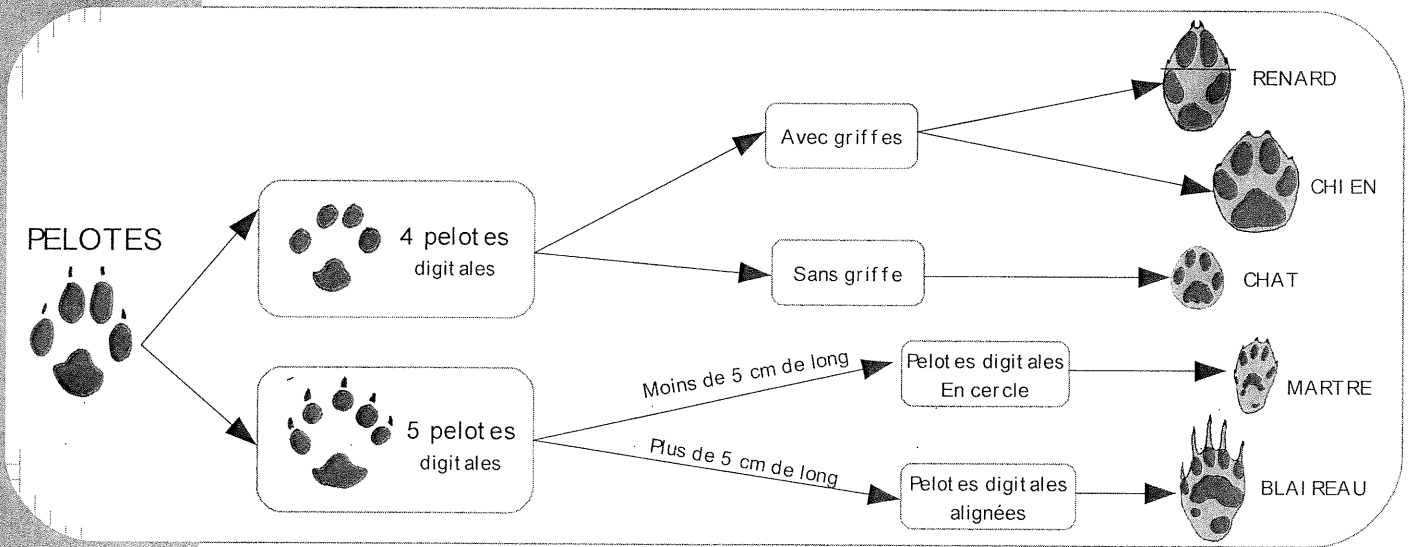 PELOTES
4 pelotes
digitales
Avec griffes
RENARD
CHIEN
Sans griffe
CHAT
5 pelotes
digitales
Moins de 5 cm de long
Pelotes digitales
En cercle
MARTRE
Plus de 5 cm de long
Pelotes digitales
alignées
BLAIREAU